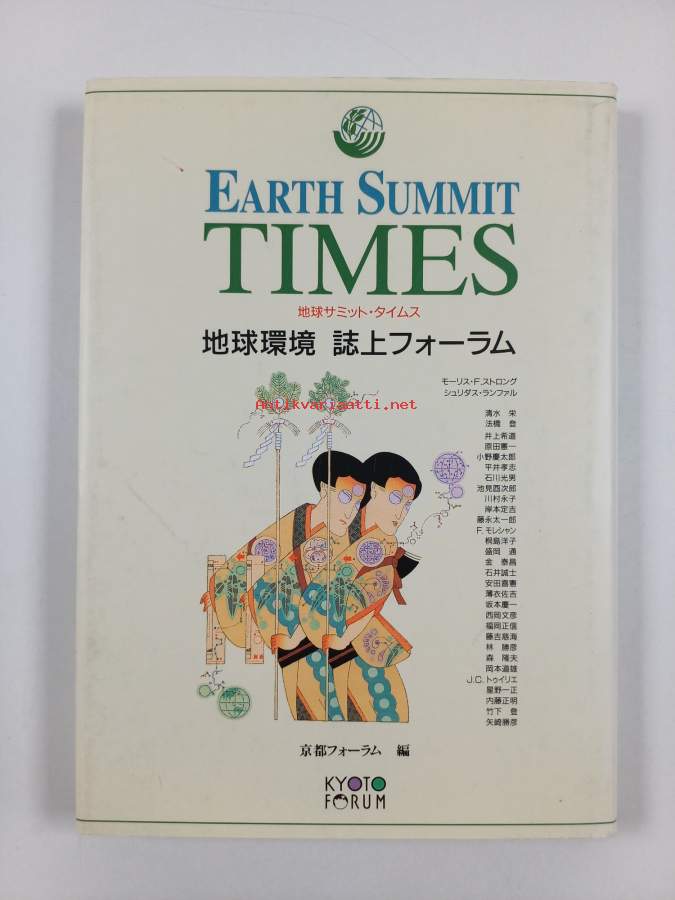 EARTH SUMMIT
TIMES
地球サミット・タイムス
地球環境 誌上フォーラム
モーリス・F.ストロング
シュリダス・ランファル
Antikvariaatti.net
清水 栄
法橋 登
井上希道
原田憲一
小野慶太郎
平井孝志
石川光男
池見酉次郎
川村永子
岸本定吉
藤永太一郎
F.モレシャン
桐島洋子
盛岡 通
金 泰昌
石井誠士
安田喜憲
薄衣佐吉
坂本慶一
西岡文彦
福岡正信
藤吉慈海
林 勝彦
森 隆夫
岡本道雄
J.C.トゥイリエ
星野一正
内藤正明
竹下 登
矢崎勝彦
京都フォーラム 編
KYOTO
FORUM